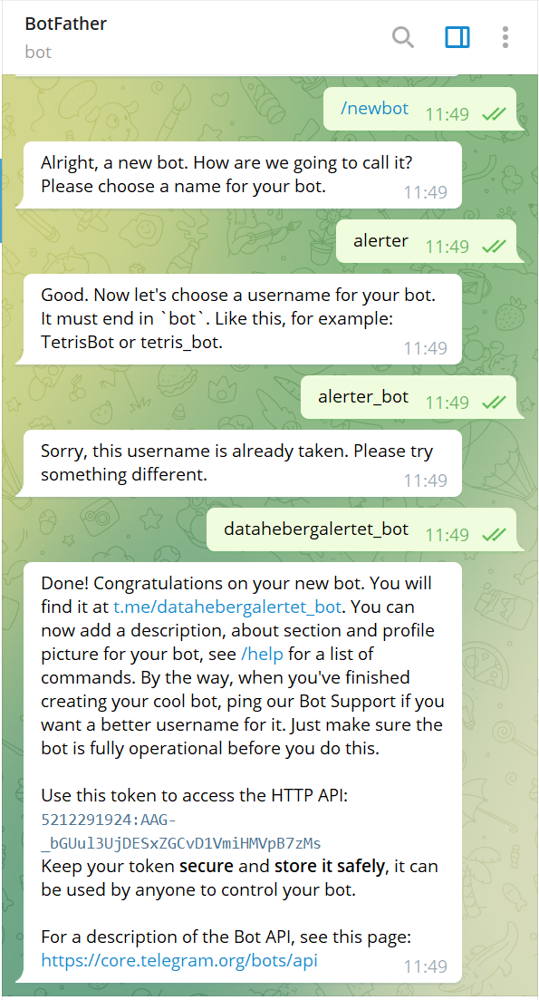 BotFather
bot
/newbot 11:49
Alright, a new bot. How are we going to call it?
Please choose a name for your bot.
11:49
alerter 11:49
Good. Now let's choose a username for your bot.
It must end in `bot`. Like this, for example:
TetrisBot or tetris_bot.
11:49
alerter_bot 11:49
Sorry, this username is already taken. Please try
something different.
11:49
datahebergalertet_bot 11:49
Done! Congratulations on your new bot. You will
find it at t.me/datahebergalertet_bot. You can
now add a description, about section and profile
picture for your bot, see /help for a list of
commands. By the way, when you've finished
creating your cool bot, ping our Bot Support if you
want a better username for it. Just make sure the
bot is fully operational before you do this.
Use this token to access the HTTP API:
5212291924:AAG-
_bGUul3UjDESxZGCvD1VmiHMVpB7zMs
Keep your token secure and store it safely, it can
be used by anyone to control your bot.
For a description of the Bot API, see this page:
https://core.telegram.org/bots/api
11:49